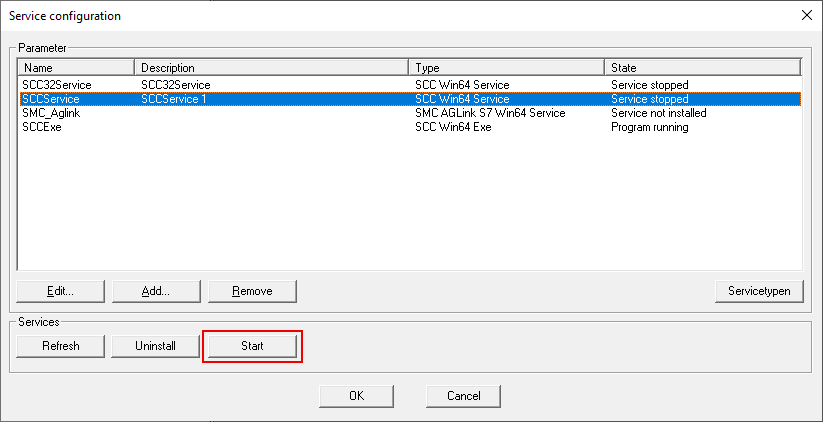 Service configuration
Parameter
Name Description Type State
SCC32Service SCC32Service SCC Win64 Service Service stopped
SCCService SCCService 1 SCC Win64 Service Service stopped
SMC_Aglink SMC AGLink S7 Win64 Service Service not installed
SCCExe SCC Win64 Exe Program running
Edit... Add... Remove Servicetypen
Services
Refresh Uninstall Start
OK Cancel